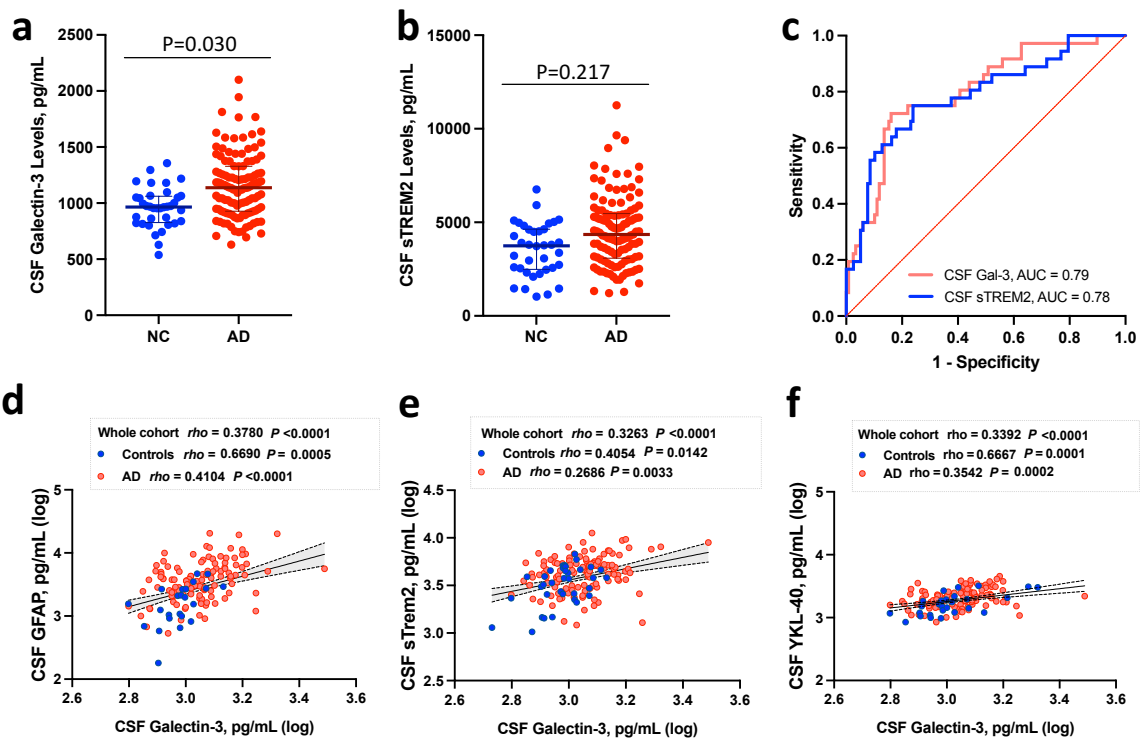 a
P=0.030
CSF Galectin-3 Levels, pg/mL
2500
2000
1500
1000
500
0
NC AD
b
P=0.217
CSF sTREM2 Levels, pg/mL
15000
10000
5000
0
NC AD
c
Sensitivity
1.0
0.8
0.6
0.4
0.2
0.0
CSF Gal-3, AUC = 0.79
CSF sTREM2, AUC = 0.78
0.0 0.2 0.4 0.6 0.8 1.0
1 - Specificity
d
Whole cohort rho = 0.3780 P <0.0001
Controls rho = 0.6690 P = 0.0005
AD rho = 0.4104 P <0.0001
CSF GFAP, pg/mL (log)
5
4
3
2
2.6 2.8 3.0 3.2 3.4 3.6
CSF Galectin-3, pg/mL (log)
e
Whole cohort rho = 0.3263 P <0.0001
Controls rho = 0.4054 P = 0.0142
AD rho = 0.2686 P = 0.0033
CSF sTrem2, pg/mL (log)
4.5
4.0
3.5
3.0
2.5
2.6 2.8 3.0 3.2 3.4 3.6
CSF Galectin-3, pg/mL (log)
f
Whole cohort rho = 0.3392 P <0.0001
Controls rho = 0.6667 P = 0.0001
AD rho = 0.3542 P = 0.0002
CSF YKL-40, pg/mL (log)
5
4
3
2
2.6 2.8 3.0 3.2 3.4 3.6
CSF Galectin-3, pg/mL (log)